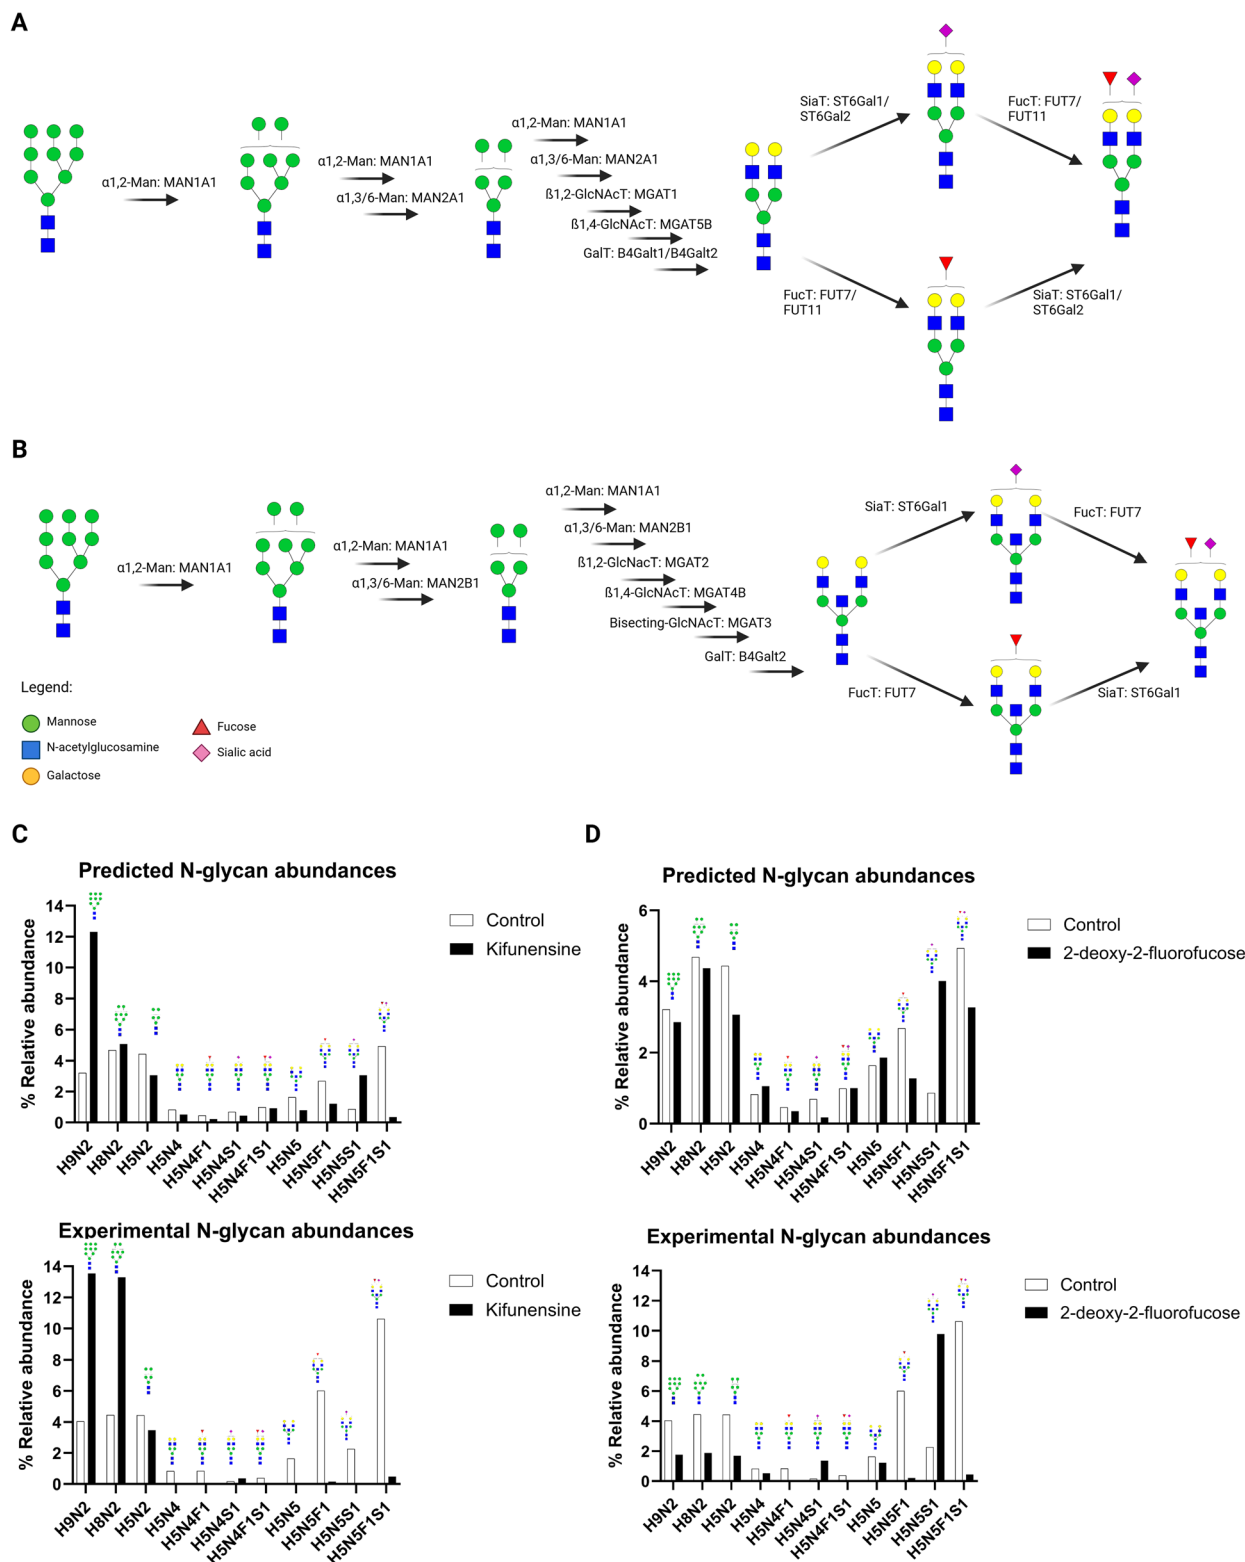 A
α1,2-Man: MAN1A1
α1,2-Man: MAN1A1
α1,3/6-Man: MAN2A1
α1,2-Man: MAN1A1
α1,3/6-Man: MAN2A1
ß1,2-GlcNAcT: MGAT1
ß1,4-GlcNAcT: MGAT5B
GalT: B4Galt1/B4Galt2
SiaT: ST6Gal1/
ST6Gal2
FucT: FUT7/
FUT11
FucT: FUT7/
FUT11
SiaT: ST6Gal1/
ST6Gal2
B
α1,2-Man: MAN1A1
α1,2-Man: MAN1A1
α1,3/6-Man: MAN2B1
α1,2-Man: MAN1A1
α1,3/6-Man: MAN2B1
ß1,2-GlcNacT: MGAT2
ß1,4-GlcNAcT: MGAT4B
Bisecting-GlcNAcT: MGAT3
GalT: B4Galt2
SiaT: ST6Gal1
FucT: FUT7
FucT: FUT7
SiaT: ST6Gal1
Legend:
Mannose
N-acetylglucosamine
Galactose
Fucose
Sialic acid
C
Predicted N-glycan abundances
% Relative abundance
14
12
10
8
6
4
2
0
H9N2
H8N2
H5N2
H5N4
H5N4F1
H5N4S1
H5N4F1S1
H5N5
H5N5F1
H5N5S1
H5N5F1S1
Control
Kifunensine
Experimental N-glycan abundances
% Relative abundance
14
12
10
8
6
4
2
0
H9N2
H8N2
H5N2
H5N4
H5N4F1
H5N4S1
H5N4F1S1
H5N5
H5N5F1
H5N5S1
H5N5F1S1
Control
Kifunensine
D
Predicted N-glycan abundances
% Relative abundance
6
4
2
0
H9N2
H8N2
H5N2
H5N4
H5N4F1
H5N4S1
H5N4F1S1
H5N5
H5N5F1
H5N5S1
H5N5F1S1
Control
2-deoxy-2-fluorofucose
Experimental N-glycan abundances
% Relative abundance
14
12
10
8
6
4
2
0
H9N2
H8N2
H5N2
H5N4
H5N4F1
H5N4S1
H5N4F1S1
H5N5
H5N5F1
H5N5S1
H5N5F1S1
Control
2-deoxy-2-fluorofucose